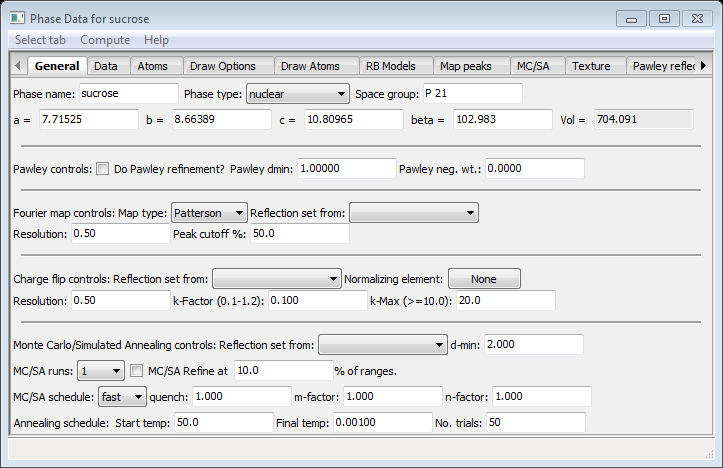 Phase Data for sucrose
Select tab Compute Help
General Data Atoms Draw Options Draw Atoms RB Models Map peaks MC/SA Texture Pawley reflec
Phase name: sucrose Phase type: nuclear Space group: P 21
a = 7.71525 b = 8.66389 c = 10.80965 beta = 102.983 Vol = 704.091
Pawley controls: Do Pawley refinement? Pawley dmin: 1.00000 Pawley neg. wt.: 0.0000
Fourier map controls: Map type: Patterson Reflection set from:
Resolution: 0.50 Peak cutoff %: 50.0
Charge flip controls: Reflection set from: Normalizing element: None
Resolution: 0.50 k-Factor (0.1-1.2): 0.100 k-Max (>=10.0): 20.0
Monte Carlo/Simulated Annealing controls: Reflection set from: d-min: 2.000
MC/SA runs: 1 MC/SA Refine at 10.0 % of ranges.
MC/SA schedule: fast quench: 1.000 m-factor: 1.000 n-factor: 1.000
Annealing schedule: Start temp: 50.0 Final temp: 0.00100 No. trials: 50